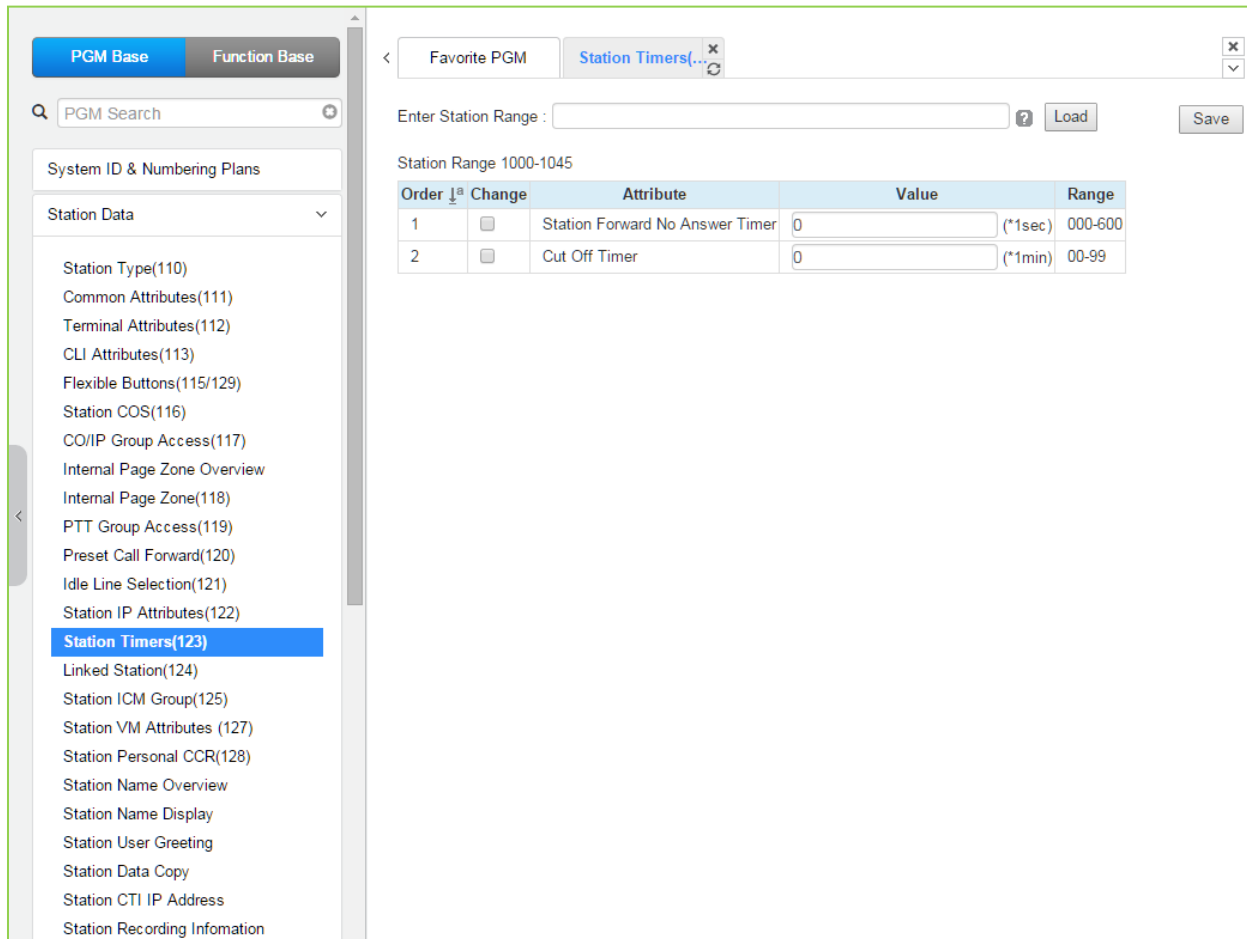 PGM Base Function Base
PGM Search
System ID & Numbering Plans
Station Data
Station Type(110)
Common Attributes(111)
Terminal Attributes(112)
CLI Attributes(113)
Flexible Buttons(115/129)
Station COS(116)
CO/IP Group Access(117)
Internal Page Zone Overview
Internal Page Zone(118)
PTT Group Access(119)
Preset Call Forward(120)
Idle Line Selection(121)
Station IP Attributes(122)
Station Timers(123)
Linked Station(124)
Station ICM Group(125)
Station VM Attributes (127)
Station Personal CCR(128)
Station Name Overview
Station Name Display
Station User Greeting
Station Data Copy
Station CTI IP Address
Station Recording Infomation
Favorite PGM Station Timers(...
Enter Station Range : ? Load Save
Station Range 1000-1045
Order Change Attribute Value Range
1 Station Forward No Answer Timer 0 (*1sec) 000-600
2 Cut Off Timer 0 (*1min) 00-99